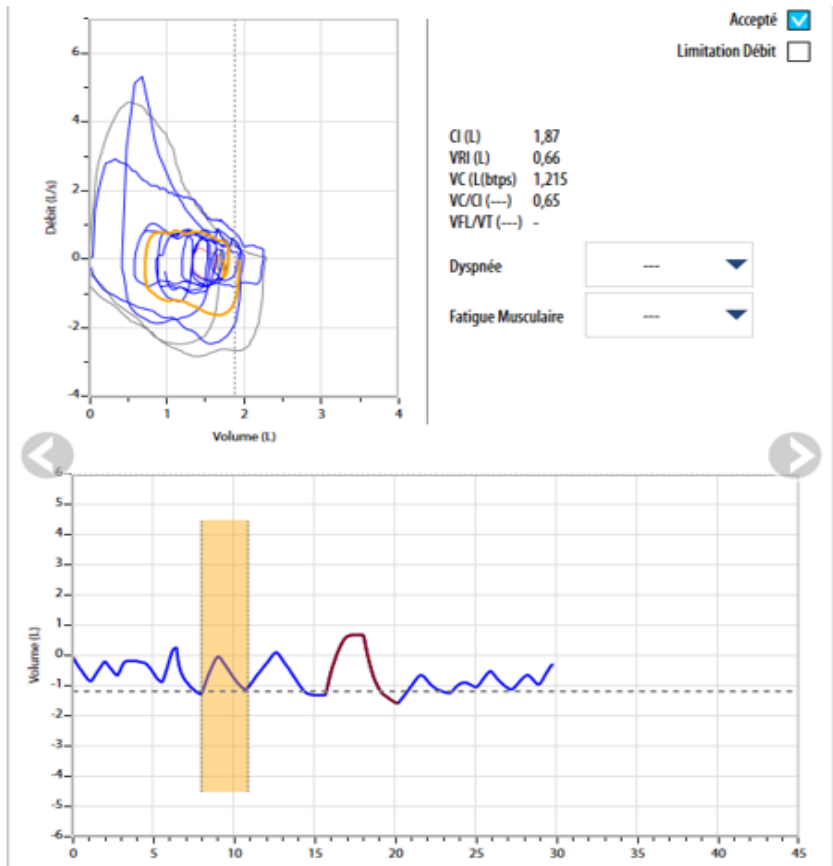 Accepté
Limitation Débit
6
4
2
0
-2
-4
Débit (L/s)
0 1 2 3 4
Volume (L)
CI (L) 1,87
VRI (L) 0,66
VC (L(btps) 1,215
VC/CI (---) 0,65
VFL/VT (---) -
Dyspnée ---
Fatigue Musculaire ---
6
5
4
3
2
1
0
-1
-2
-3
-4
-5
-6
Volume (L)
0 5 10 15 20 25 30 35 40 45